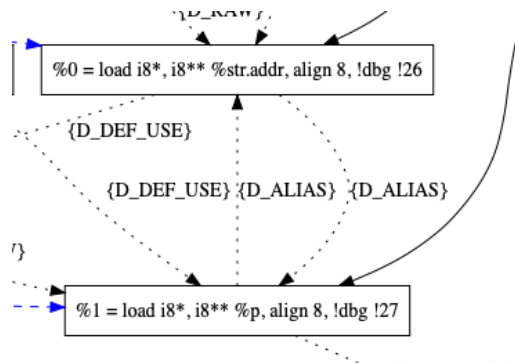 {D_RAW}
%0 = load i8*, i8** %str.addr, align 8, !dbg !26
{D_DEF_USE}
{D_DEF_USE} {D_ALIAS} {D_ALIAS}
%1 = load i8*, i8** %p, align 8, !dbg !27